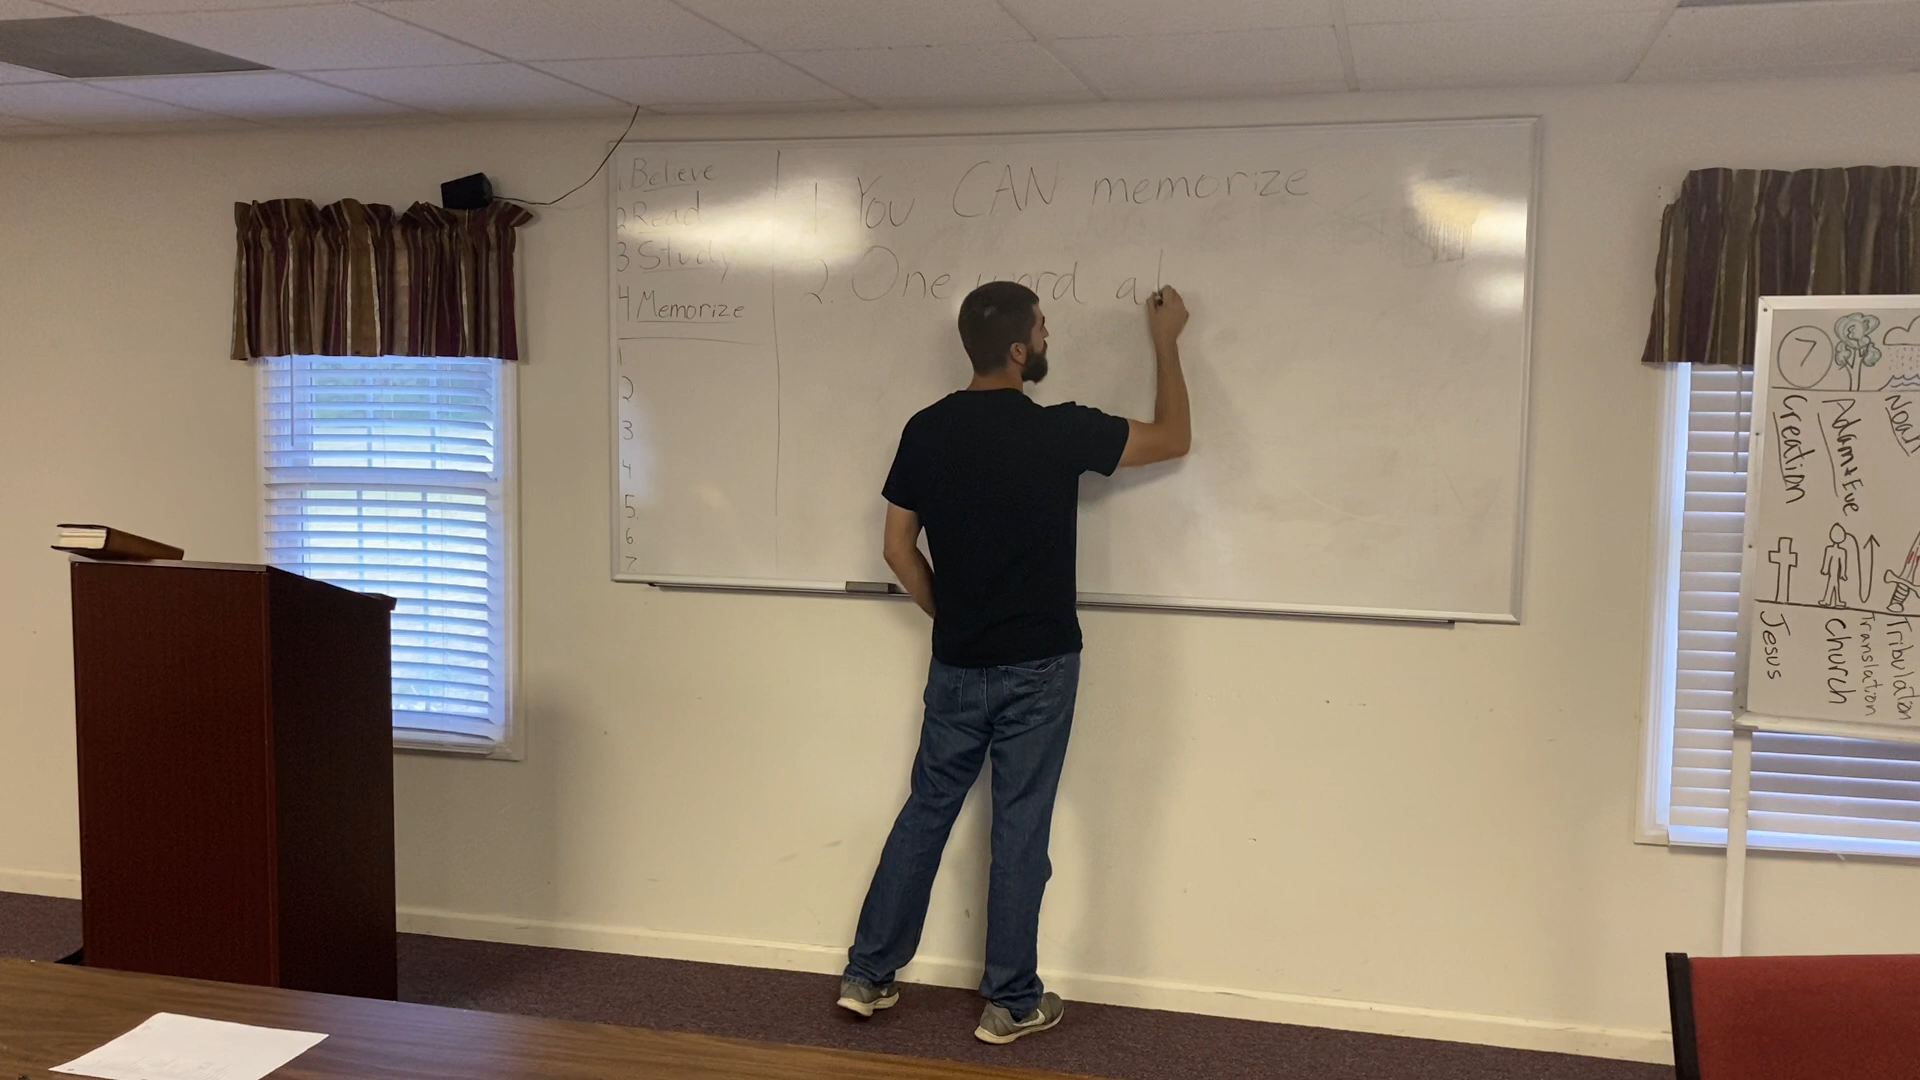 1 Believe
2 Read
3 Study
4 Memorize
1
2
3
4
5
6
7
1. You CAN memorize
2. One word at
7
Creation
Adam + Eve
Noah
Jesus
Church
Translation
Tribulation